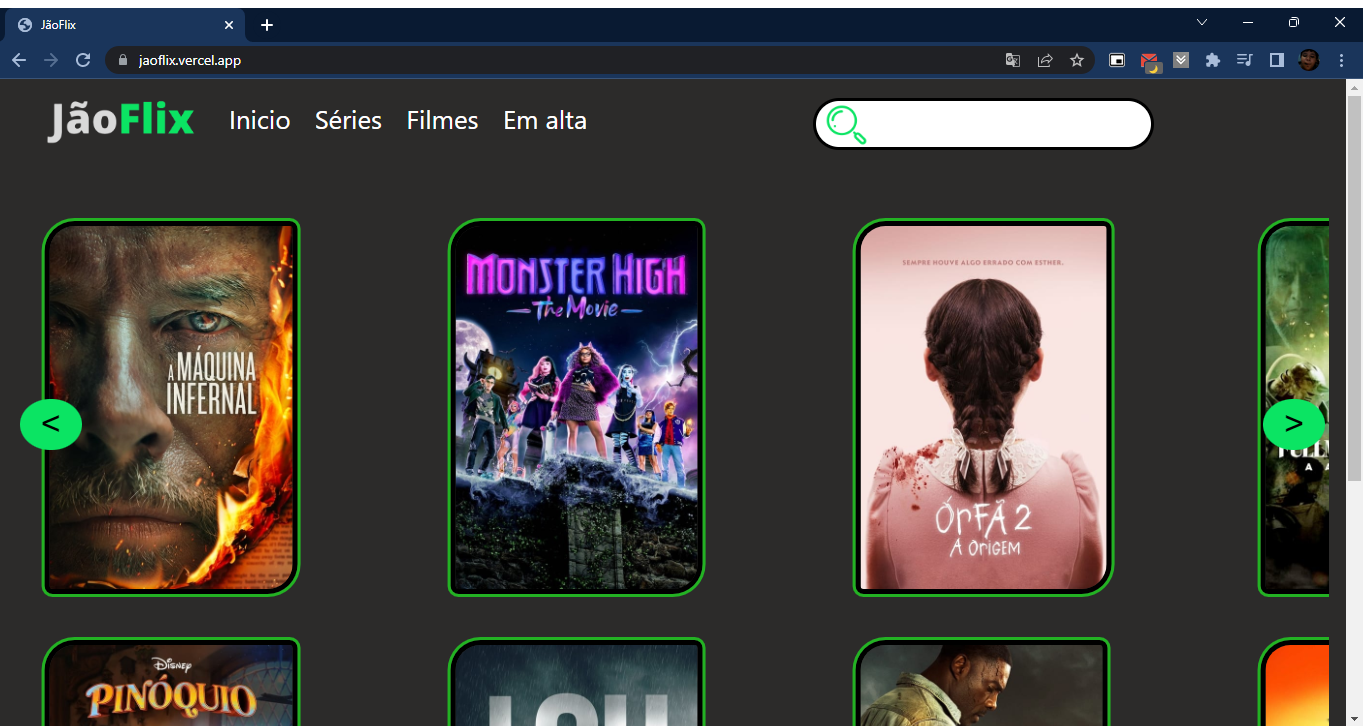 JãoFlix
jaoflix.vercel.app
JãoFlix Inicio Séries Filmes Em alta
A MÁQUINA
INFERNAL
MONSTER HIGH
The Movie
SEMPRE HOUVE ALGO ERRADO COM ESTHER.
ÓRFÃ 2
A ORIGEM
< >
DISNEY
PINÓQUIO
LOU